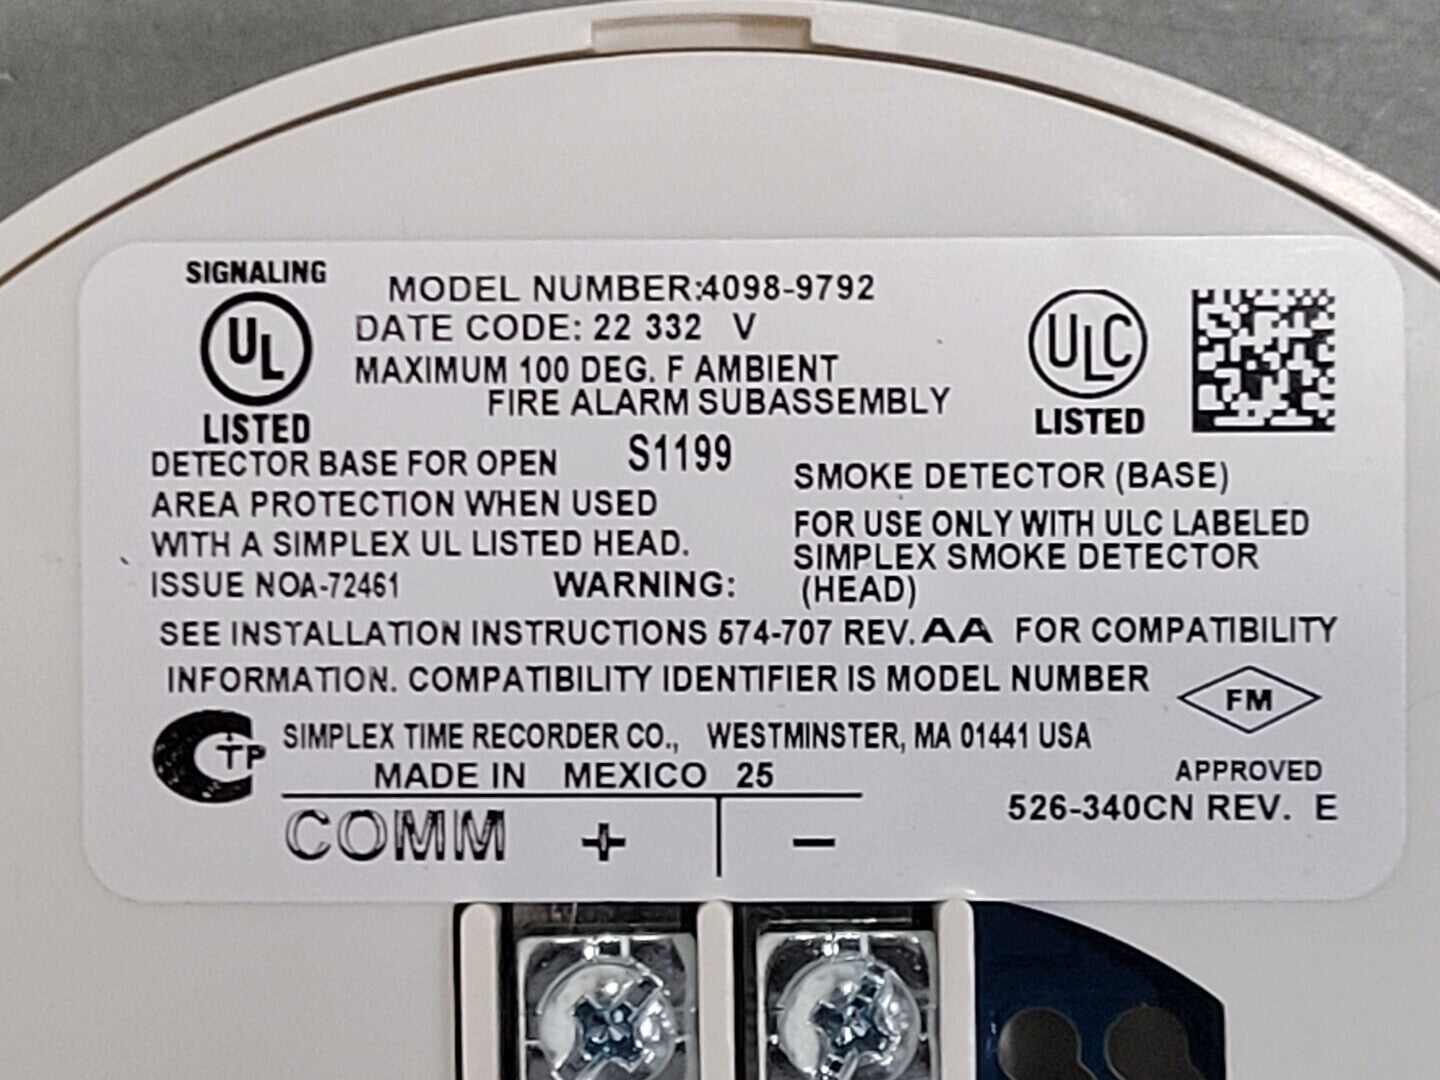 SIGNALING
UL
LISTED
MODEL NUMBER:4098-9792
DATE CODE: 22 332 V
MAXIMUM 100 DEG. F AMBIENT
FIRE ALARM SUBASSEMBLY
S1199
ULC
LISTED
DETECTOR BASE FOR OPEN
AREA PROTECTION WHEN USED
WITH A SIMPLEX UL LISTED HEAD.
ISSUE NOA-72461
WARNING:
SMOKE DETECTOR (BASE)
FOR USE ONLY WITH ULC LABELED
SIMPLEX SMOKE DETECTOR
(HEAD)
SEE INSTALLATION INSTRUCTIONS 574-707 REV. AA FOR COMPATIBILITY
INFORMATION. COMPATIBILITY IDENTIFIER IS MODEL NUMBER
FM
APPROVED
CTP
SIMPLEX TIME RECORDER CO., WESTMINSTER, MA 01441 USA
MADE IN MEXICO 25
526-340CN REV. E
COMM + −